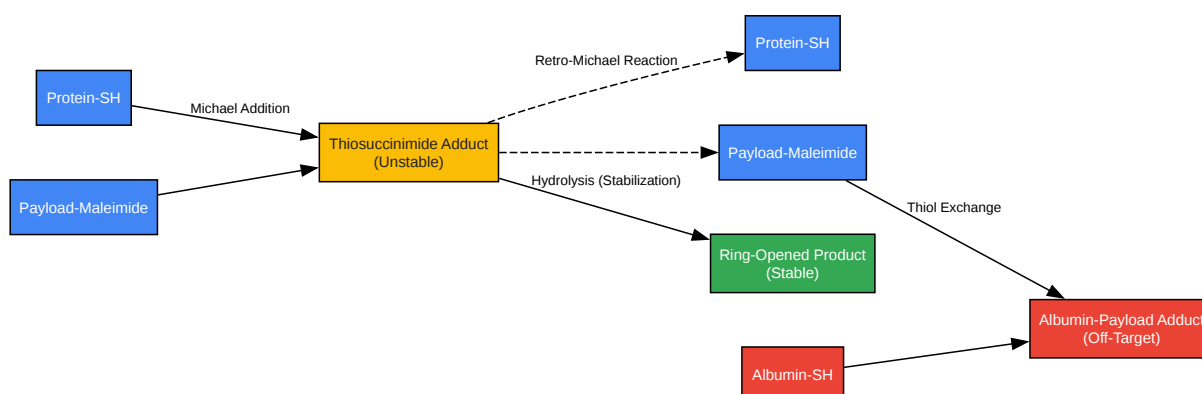 Protein-SH
Retro-Michael Reaction
Protein-SH
Michael Addition
Thiosuccinimide Adduct
(Unstable)
Payload-Maleimide
Payload-Maleimide
Hydrolysis (Stabilization)
Thiol Exchange
Ring-Opened Product
(Stable)
Albumin-Payload Adduct
(Off-Target)
Albumin-SH